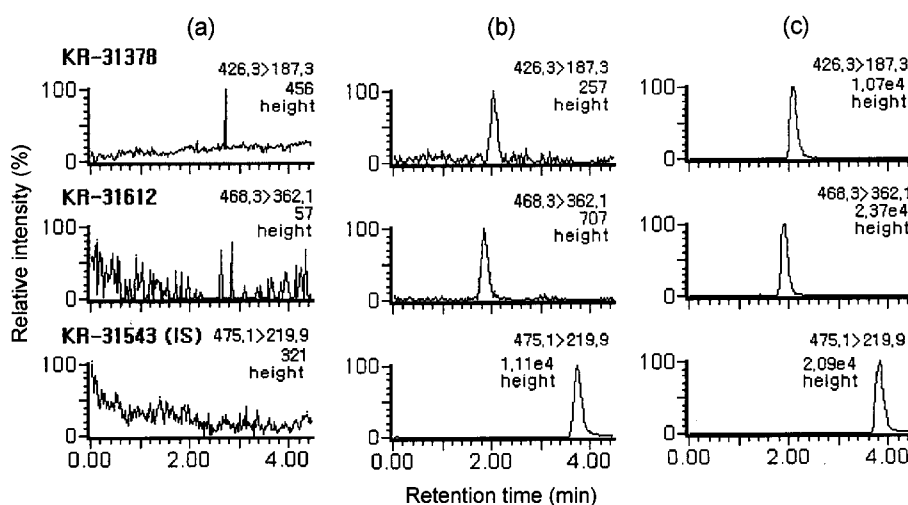 (a) (b) (c)
KR-31378
426,3>187,3
456
height
100
0
426,3>187,3
257
height
100
0
426,3>187,3
1,07e4
height
100
0
KR-31612
468,3>362,1
57
height
100
0
468,3>362,1
707
height
100
0
468,3>362,1
2,37e4
height
100
0
KR-31543 (IS) 475,1>219,9
321
height
100
0
475,1>219,9
1,11e4
height
100
0
475,1>219,9
2,09e4
height
100
0
0.00 2.00 4.00
0.00 2.00 4.00
0.00 2.00 4.00
Relative intensity (%)
Retention time (min)